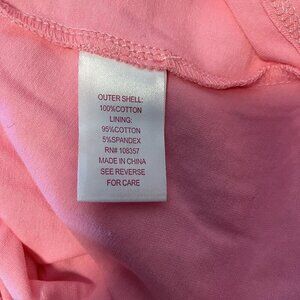 OUTER SHELL:
100%COTTON
LINING:
95%COTTON
5%SPANDEX
RN# 108357
MADE IN CHINA
SEE REVERSE
FOR CARE